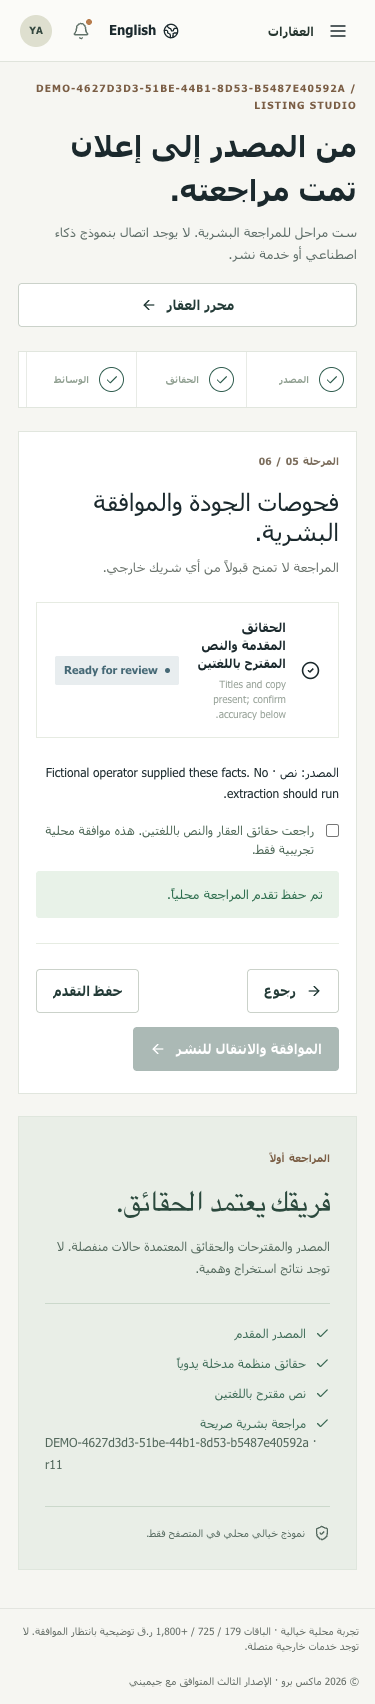 العقارات
English
YA
DEMO-4627D3D3-51BE-44B1-8D53-B5487E40592A /
LISTING STUDIO
من المصدر إلى إعلان
تمت مراجعته.
ست مراحل للمراجعة البشرية. لا يوجد اتصال بنموذج ذكاء
اصطناعي أو خدمة نشر.
محرر العقار
المصدر
الحقائق
الوسائط
المرحلة 05 / 06
فحوصات الجودة والموافقة
البشرية.
المراجعة لا تمنح قبولاً من أي شريك خارجي.
الحقائق
المقدمة والنص
المقترح باللغتين
Titles and copy
present; confirm
accuracy below.
Ready for review
المصدر: نص · Fictional operator supplied these facts. No
extraction should run.
راجعت حقائق العقار والنص باللغتين. هذه موافقة محلية
تجريبية فقط.
تم حفظ تقدم المراجعة محلياً.
رجوع
حفظ التقدم
الموافقة والانتقال للنشر
المراجعة أولاً
فريقك يعتمد الحقائق.
المصدر والمقترحات والحقائق المعتمدة حالات منفصلة. لا
توجد نتائج استخراج وهمية.
المصدر المقدم
حقائق منظمة مدخلة يدوياً
نص مقترح باللغتين
مراجعة بشرية صريحة
DEMO-4627d3d3-51be-44b1-8d53-b5487e40592a ·
r11
نموذج خيالي محلي في المتصفح فقط.
تجربة محلية خيالية · الباقات 179 / 725 / +1,800 ر.ق توضيحية بانتظار الموافقة. لا
توجد خدمات خارجية متصلة.
© 2026 ماكس برو · الإصدار الثالث المتوافق مع جيميني